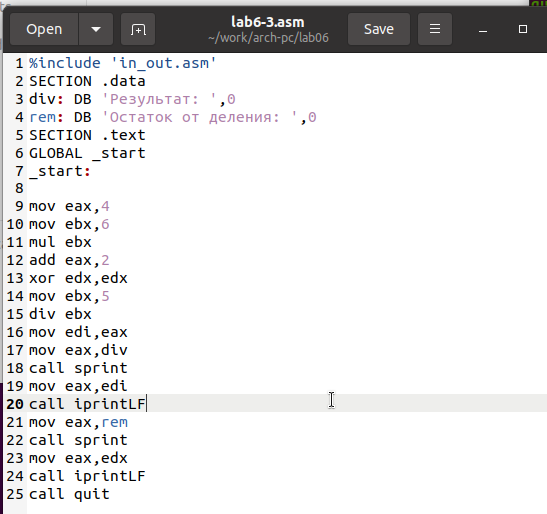 Open
lab6-3.asm
~/work/arch-pc/lab06
Save
1 %include 'in_out.asm'
2 SECTION .data
3 div: DB 'Результат: ',0
4 rem: DB 'Остаток от деления: ',0
5 SECTION .text
6 GLOBAL _start
7 _start:
8
9 mov eax,4
10 mov ebx,6
11 mul ebx
12 add eax,2
13 xor edx,edx
14 mov ebx,5
15 div ebx
16 mov edi,eax
17 mov eax,div
18 call sprint
19 mov eax,edi
20 call iprintLF
21 mov eax,rem
22 call sprint
23 mov eax,edx
24 call iprintLF
25 call quit